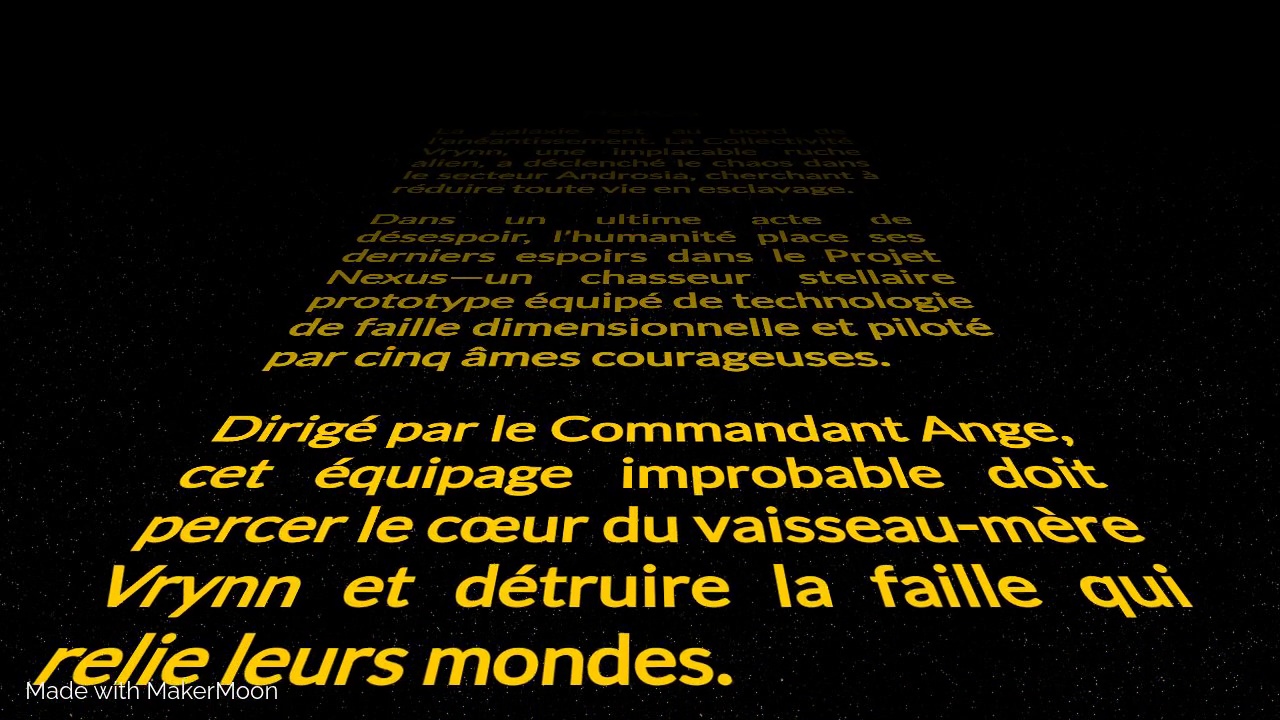 La galaxie est au bord de
l'anéantissement. La Collectivité
Vrynn, une implacable ruche
alien, a déclenché le chaos dans
le secteur Androsia, cherchant à
réduire toute vie en esclavage.
Dans un ultime acte de
désespoir, l'humanité place ses
derniers espoirs dans le Projet
Nexus—un chasseur stellaire
prototype équipé de technologie
de faille dimensionnelle et piloté
par cinq âmes courageuses.
Dirigé par le Commandant Ange,
cet équipage improbable doit
percer le cœur du vaisseau-mère
Vrynn et détruire la faille qui
relie leurs mondes.
Made with MakerMoon